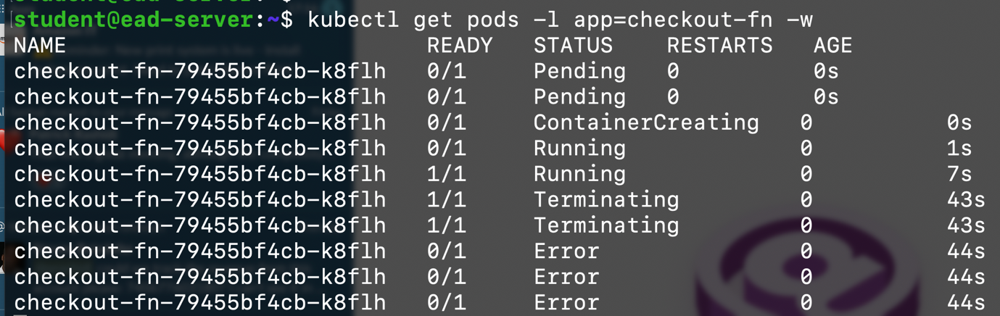 [student@ead-server:~$ kubectl get pods -l app=checkout-fn -w
NAME READY STATUS RESTARTS AGE
checkout-fn-79455bf4cb-k8flh 0/1 Pending 0 0s
checkout-fn-79455bf4cb-k8flh 0/1 Pending 0 0s
checkout-fn-79455bf4cb-k8flh 0/1 ContainerCreating 0 0s
checkout-fn-79455bf4cb-k8flh 0/1 Running 0 1s
checkout-fn-79455bf4cb-k8flh 1/1 Running 0 7s
checkout-fn-79455bf4cb-k8flh 1/1 Terminating 0 43s
checkout-fn-79455bf4cb-k8flh 1/1 Terminating 0 43s
checkout-fn-79455bf4cb-k8flh 0/1 Error 0 44s
checkout-fn-79455bf4cb-k8flh 0/1 Error 0 44s
checkout-fn-79455bf4cb-k8flh 0/1 Error 0 44s